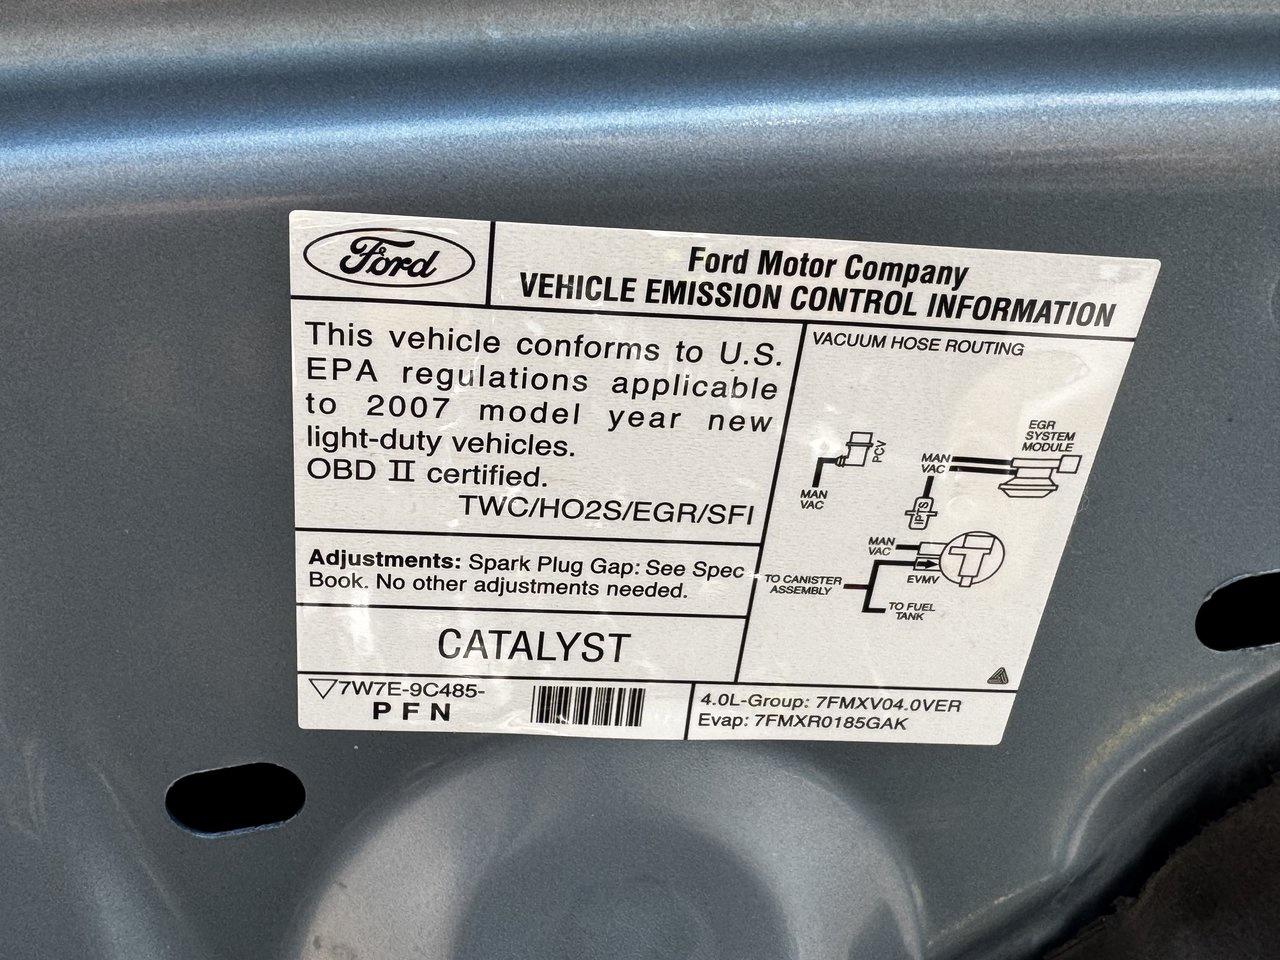 Ford
Ford Motor Company
VEHICLE EMISSION CONTROL INFORMATION
This vehicle conforms to U.S.
EPA regulations applicable
to 2007 model year new
light-duty vehicles.
OBD II certified.
TWC/HO2S/EGR/SFI
Adjustments: Spark Plug Gap: See Spec
Book. No other adjustments needed.
CATALYST
7W7E-9C485-
PFN
VACUUM HOSE ROUTING
PCV
MAN
VAC
EGR
SYSTEM
MODULE
MAN
VAC
IPTS
MAN
VAC
EVMV
TO CANISTER
ASSEMBLY
TO FUEL
TANK
4.0L-Group: 7FMXV04.0VER
Evap: 7FMXR0185GAK